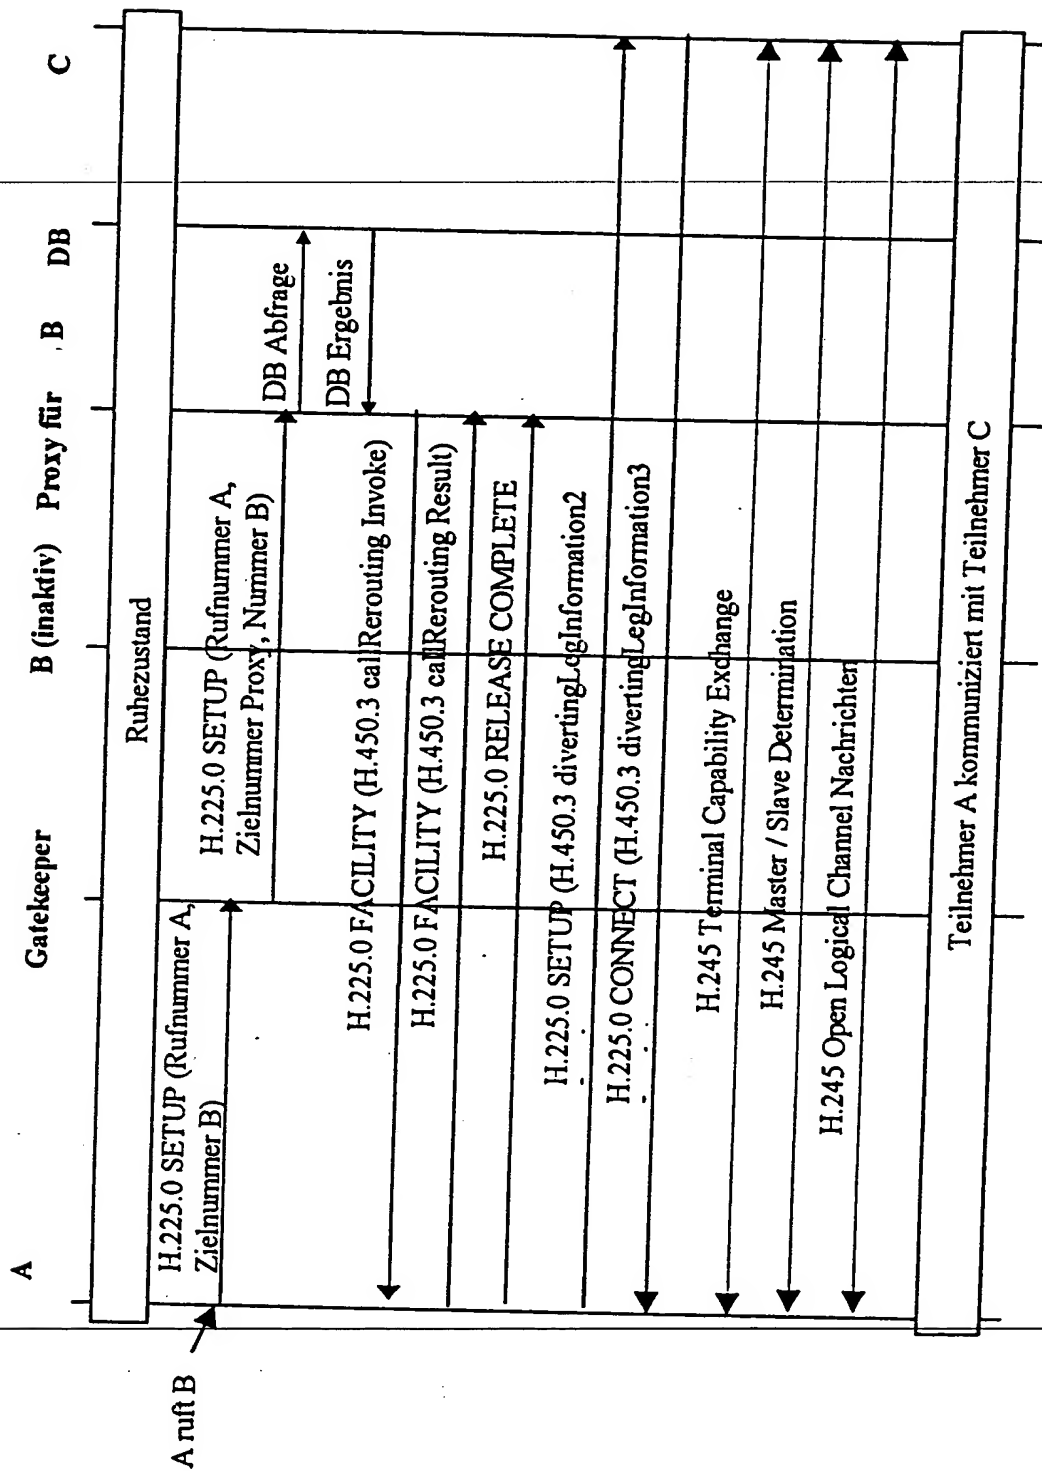 A
Gatekeeper
B (inaktiv)
Proxy für B
DB
C
Ruhezustand
A ruft B
H.225.0 SETUP (Rufnummer A,
Zielnummer B)
H.225.0 SETUP (Rufnummer A,
Zielnummer Proxy, Nummer B)
DB Abfrage
DB Ergebnis
H.225.0 FACILITY (H.450.3 callRerouting Invoke)
H.225.0 FACILITY (H.450.3 callRerouting Result)
H.225.0 RELEASE COMPLETE
H.225.0 SETUP (H.450.3 divertingLegInformation2
H.225.0 CONNECT (H.450.3 divertingLegInformation3
H.245 Terminal Capability Exchange
H.245 Master / Slave Determination
H.245 Open Logical Channel Nachrichten
Teilnehmer A kommuniziert mit Teilnehmer C